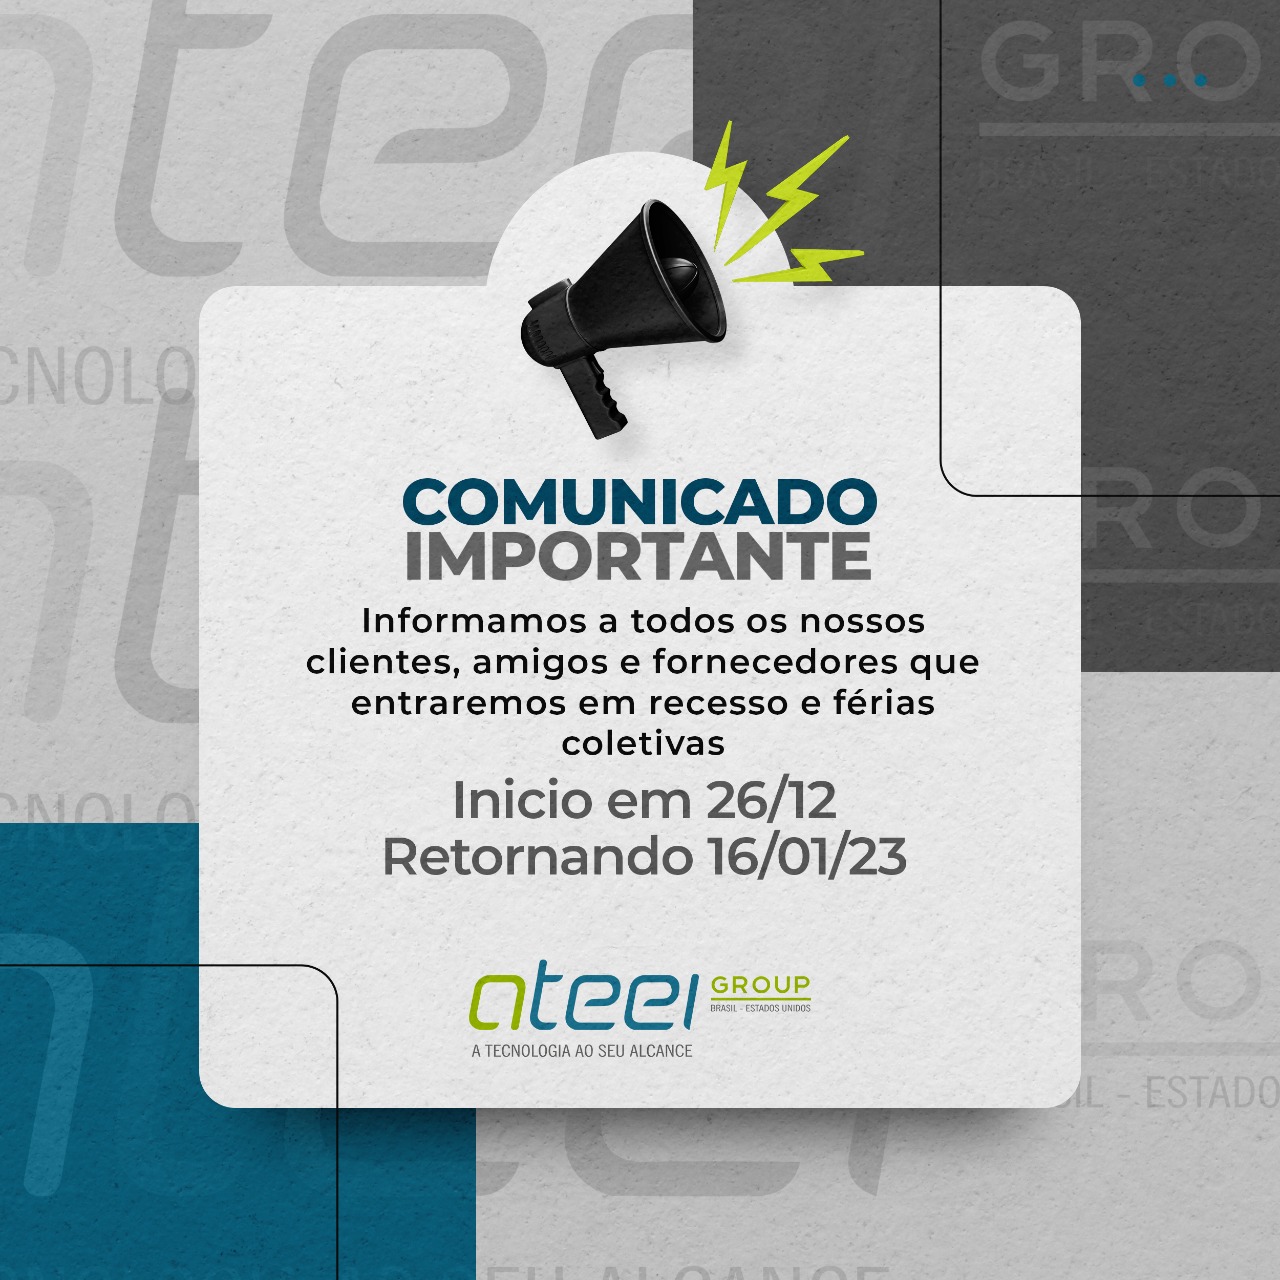 COMUNICADO
IMPORTANTE
Informamos a todos os nossos
clientes, amigos e fornecedores que
entraremos em recesso e férias
coletivas
Inicio em 26/12
Retornando 16/01/23
ateel GROUP
BRASIL - ESTADOS UNIDOS
A TECNOLOGIA AO SEU ALCANCE